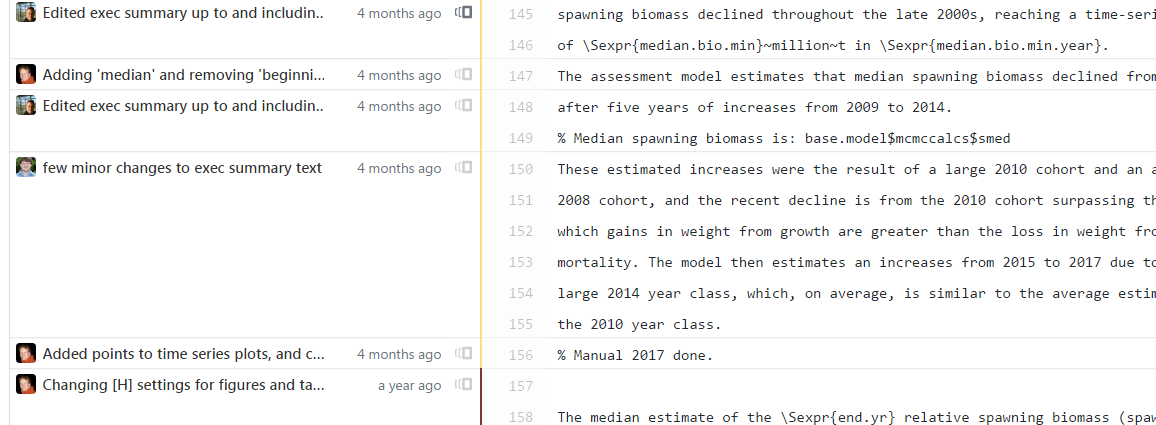 Edited exec summary up to and includin.. 4 months ago 145 spawning biomass declined throughout the late 2000s, reaching a time-seri
146 of \Sexpr{median.bio.min}~million~t in \Sexpr{median.bio.min.year}.
Adding 'median' and removing 'beginni... 4 months ago 147 The assessment model estimates that median spawning biomass declined from
Edited exec summary up to and includin.. 4 months ago 148 after five years of increases from 2009 to 2014.
149 % Median spawning biomass is: base.model$mcmccalcs$smed
few minor changes to exec summary text 4 months ago 150 These estimated increases were the result of a large 2010 cohort and an a
151 2008 cohort, and the recent decline is from the 2010 cohort surpassing th
152 which gains in weight from growth are greater than the loss in weight fro
153 mortality. The model then estimates an increases from 2015 to 2017 due to
154 large 2014 year class, which, on average, is similar to the average estim
155 the 2010 year class.
Added points to time series plots, and c... 4 months ago 156 % Manual 2017 done.
Changing [H] settings for figures and ta... a year ago 157
158 The median estimate of the \Sexpr{end.yr} relative spawning biomass (spaw